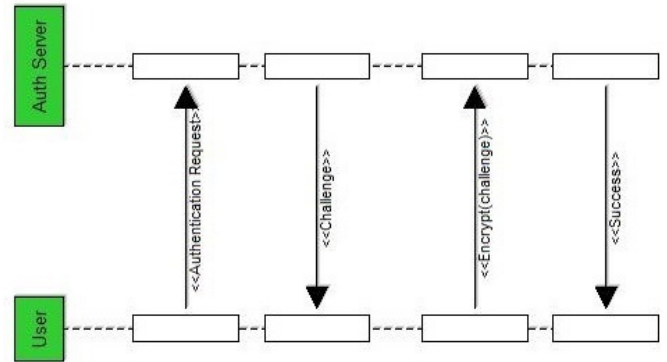 Auth Server
User
<<Authentication Request>>
<<Challenge>>
<<Encrypt(challenge)>>
<<Success>>